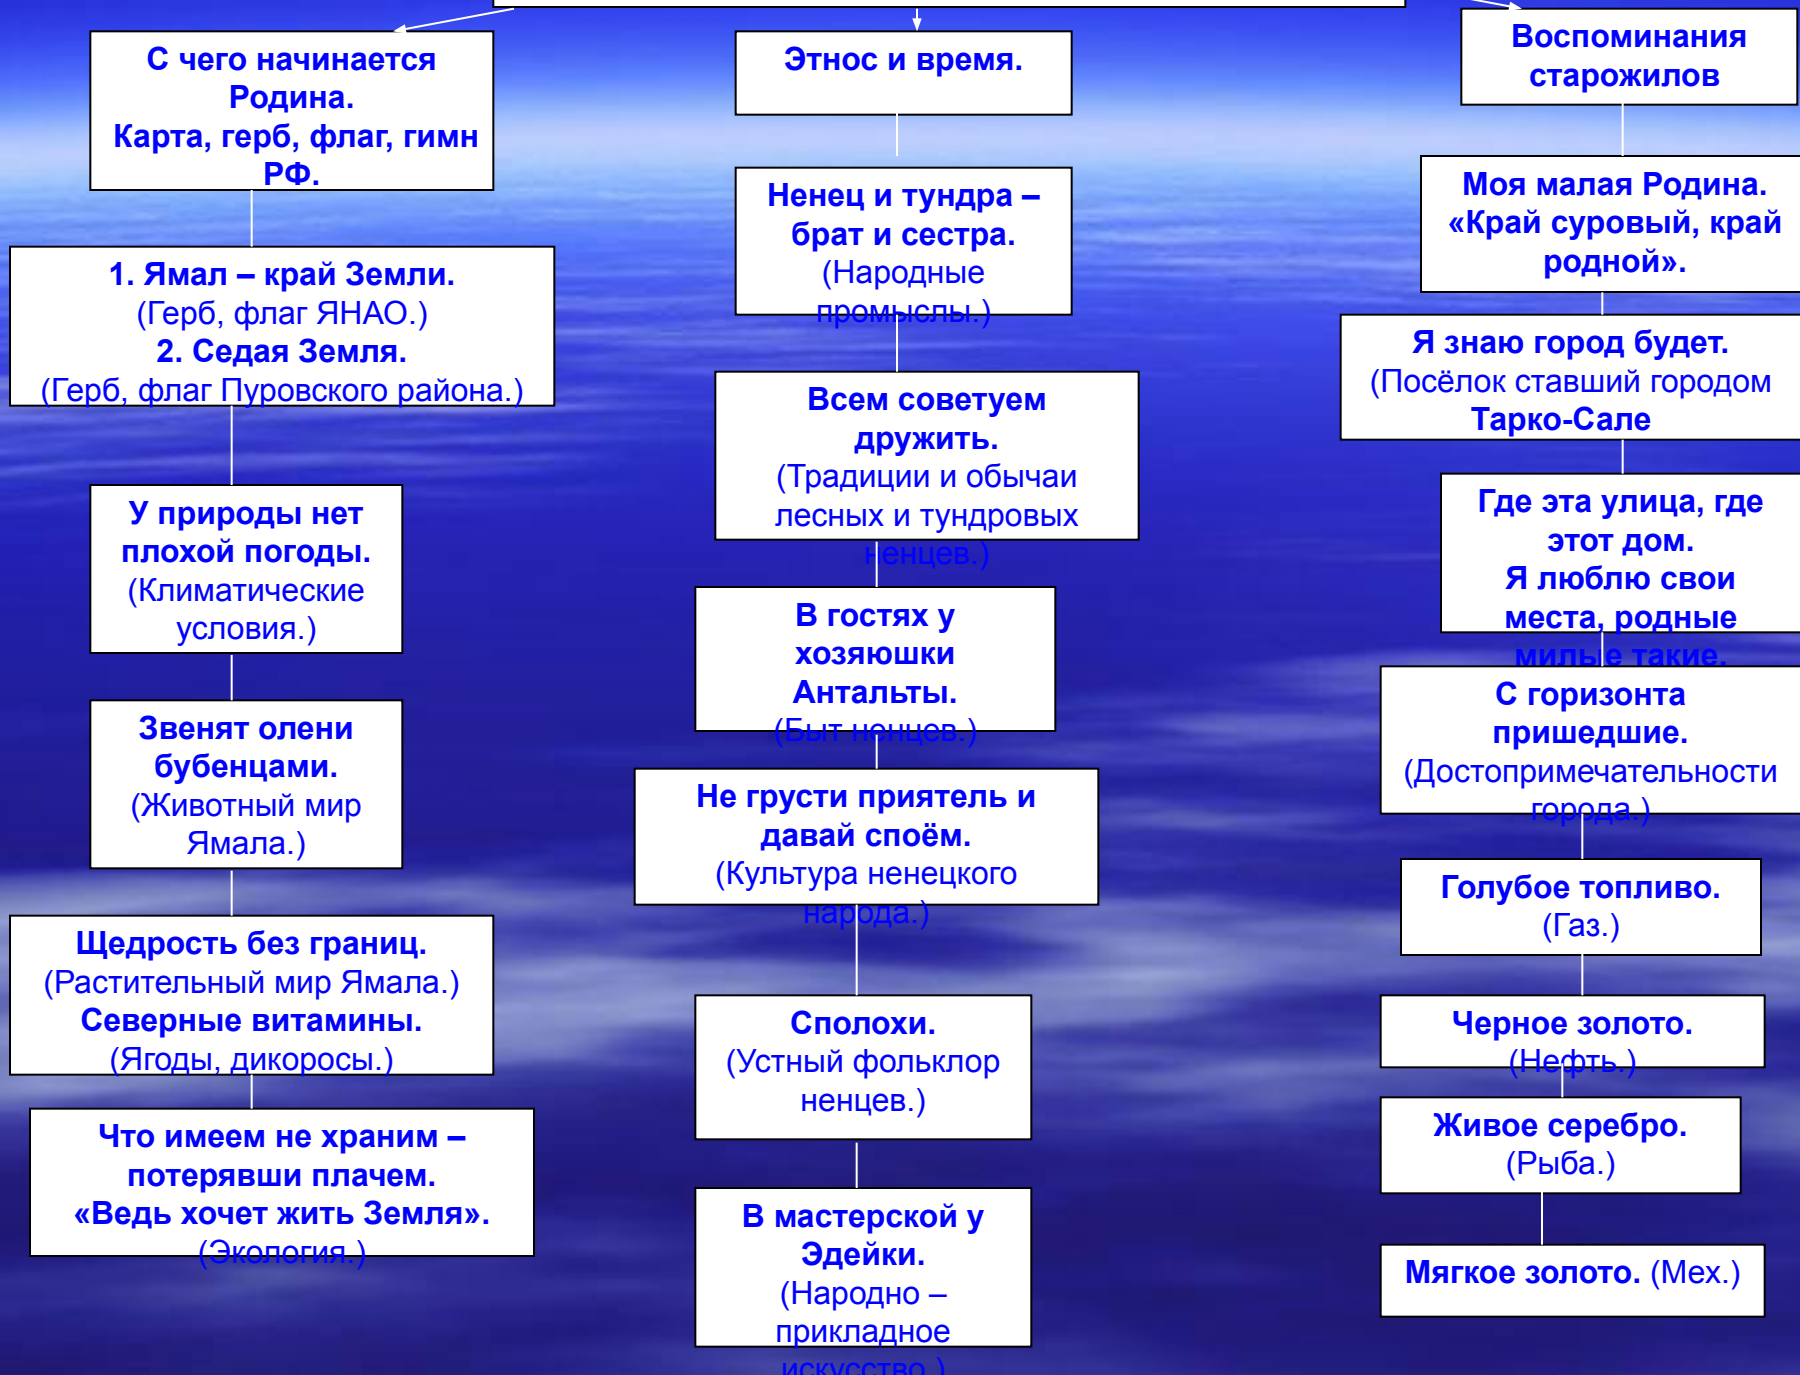 С чего начинается
Родина.
Карта, герб, флаг, гимн
РФ.
1. Ямал – край Земли.
(Герб, флаг ЯНАО.)
2. Седая Земля.
(Герб, флаг Пуровского района.)
У природы нет
плохой погоды.
(Климатические
условия.)
Звенят олени
бубенцами.
(Животный мир
Ямала.)
Щедрость без границ.
(Растительный мир Ямала.)
Северные витамины.
(Ягоды, дикоросы.)
Что имеем не храним –
потерявши плачем.
«Ведь хочет жить Земля».
(Экология.)
Этнос и время.
Ненец и тундра –
брат и сестра.
(Народные
промыслы.)
Всем советуем
дружить.
(Традиции и обычаи
лесных и тундровых
ненцев.)
В гостях у
хозяюшки
Антальты.
(Быт ненцев.)
Не грусти приятель и
давай споём.
(Культура ненецкого
народа.)
Сполохи.
(Устный фольклор
ненцев.)
В мастерской у
Эдейки.
(Народно –
прикладное
искусство.)
Воспоминания
старожилов
Моя малая Родина.
«Край суровый, край
родной».
Я знаю город будет.
(Посёлок ставший городом
Тарко-Сале
Где эта улица, где
этот дом.
Я люблю свои
места, родные
милые такие.
С горизонта
пришедшие.
(Достопримечательности
города.)
Голубое топливо.
(Газ.)
Черное золото.
(Нефть.)
Живое серебро.
(Рыба.)
Мягкое золото. (Мех.)